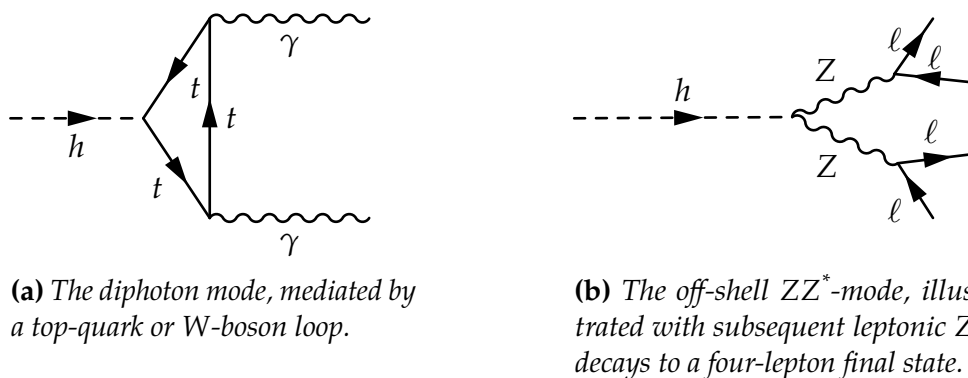 γ
t
t
h
t
γ
(a) The diphoton mode, mediated by
a top-quark or W-boson loop.
ℓ
ℓ
Z
h
ℓ
Z
ℓ
(b) The off-shell ZZ*-mode, illus-
trated with subsequent leptonic Z
decays to a four-lepton final state.